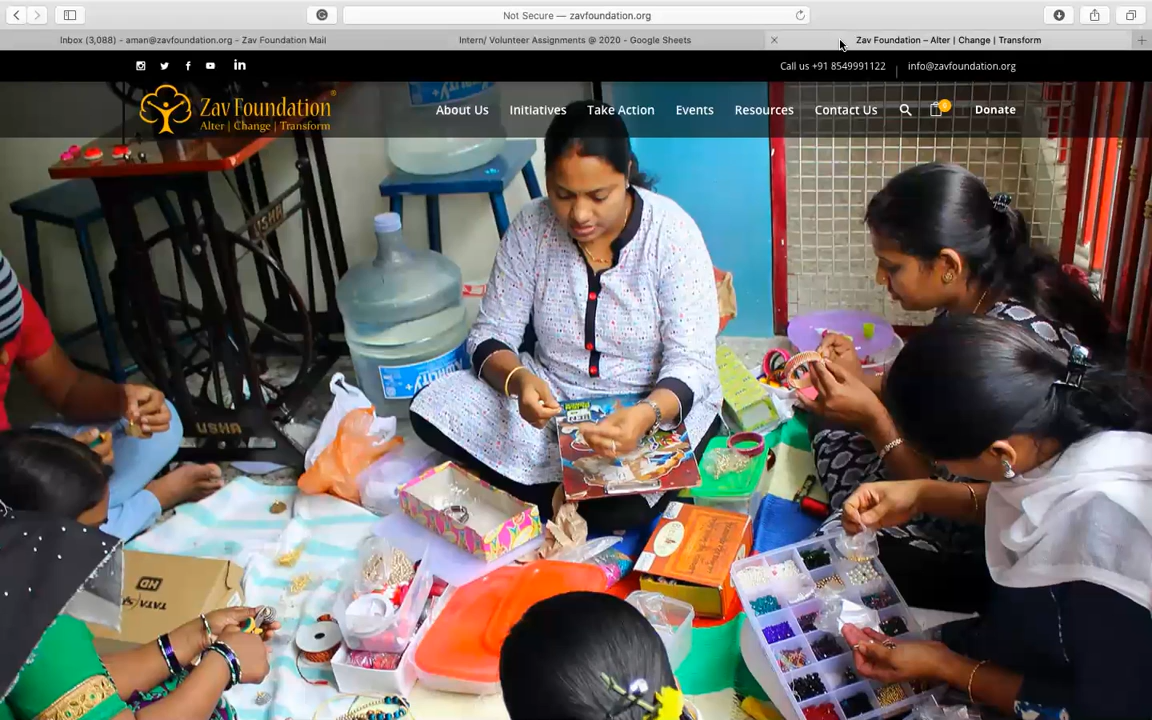 Not Secure — zavfoundation.org
Inbox (3,088) - aman@zavfoundation.org - Zav Foundation Mail
Intern/ Volunteer Assignments @ 2020 - Google Sheets
Zav Foundation – Alter | Change | Transform
Call us +91 8549991122
info@zavfoundation.org
Zav Foundation®
Alter | Change | Transform
About Us
Initiatives
Take Action
Events
Resources
Contact Us
0
Donate
USHA
USHA